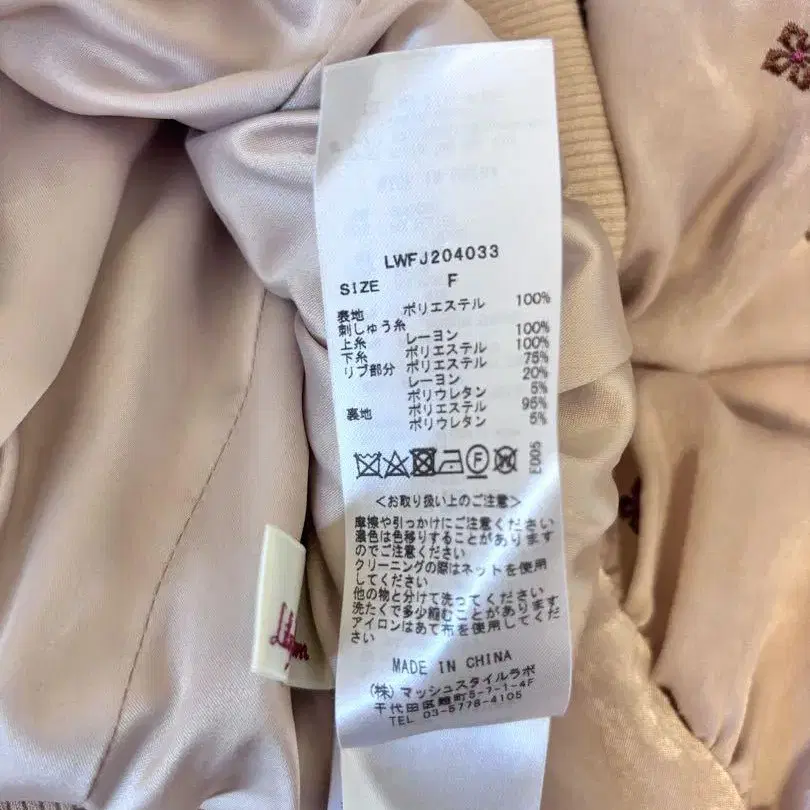 LWFJ204033
SIZE F
表地 ポリエステル 100%
刺しゅう糸
上糸 レーヨン 100%
下糸 ポリエステル 100%
リブ部分 ポリエステル 75%
レーヨン 20%
ポリウレタン 5%
裏地 ポリエステル 95%
ポリウレタン 5%
F
E005
<お取り扱い上のご注意>
摩擦や引っかけにご注意ください
濃色は色移りすることがあります
のでご注意ください
クリーニングの際はネットを使用
してください
他の物と分けて洗ってください
洗たくで多少縮むことがあります
アイロンはあて布を使用してくだ
さい
MADE IN CHINA
(株)マッシュスタイルラボ
千代田区麹町5-7-1-4F
TEL 03-5778-4105